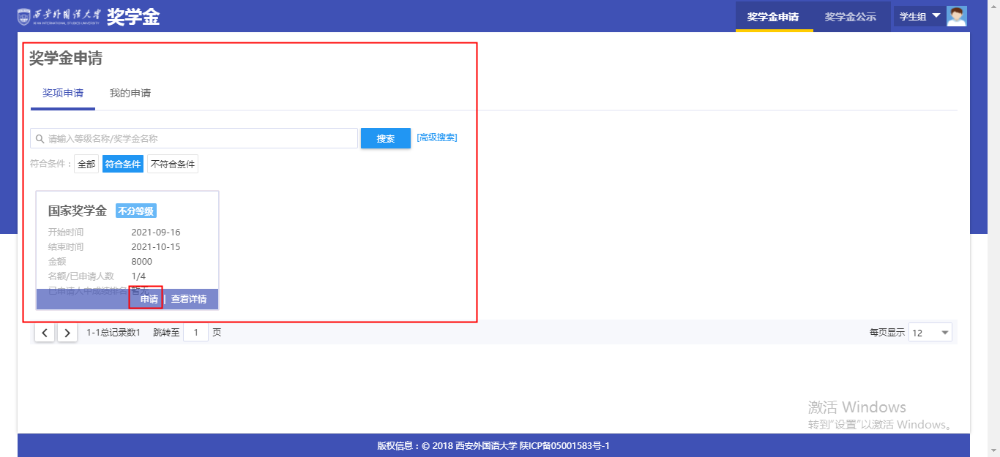 西安外国语大学 奖学金
XI'AN INTERNATIONAL STUDIES UNIVERSITY
奖学金申请 奖学金公示 学生组
奖学金申请
奖项申请 我的申请
请输入等级名称/奖学金名称 搜索 [高级搜索]
符合条件： 全部 符合条件 不符合条件
国家奖学金 不分等级
开始时间 2021-09-16
结束时间 2021-10-15
金额 8000
名额/已申请人数 1/4
已申请人中成绩排名 暂无
申请 | 查看详情
1-1总记录数1 跳转至 1 页 每页显示 12
激活 Windows
转到"设置"以激活 Windows。
版权信息：© 2018 西安外国语大学 陕ICP备05001583号-1